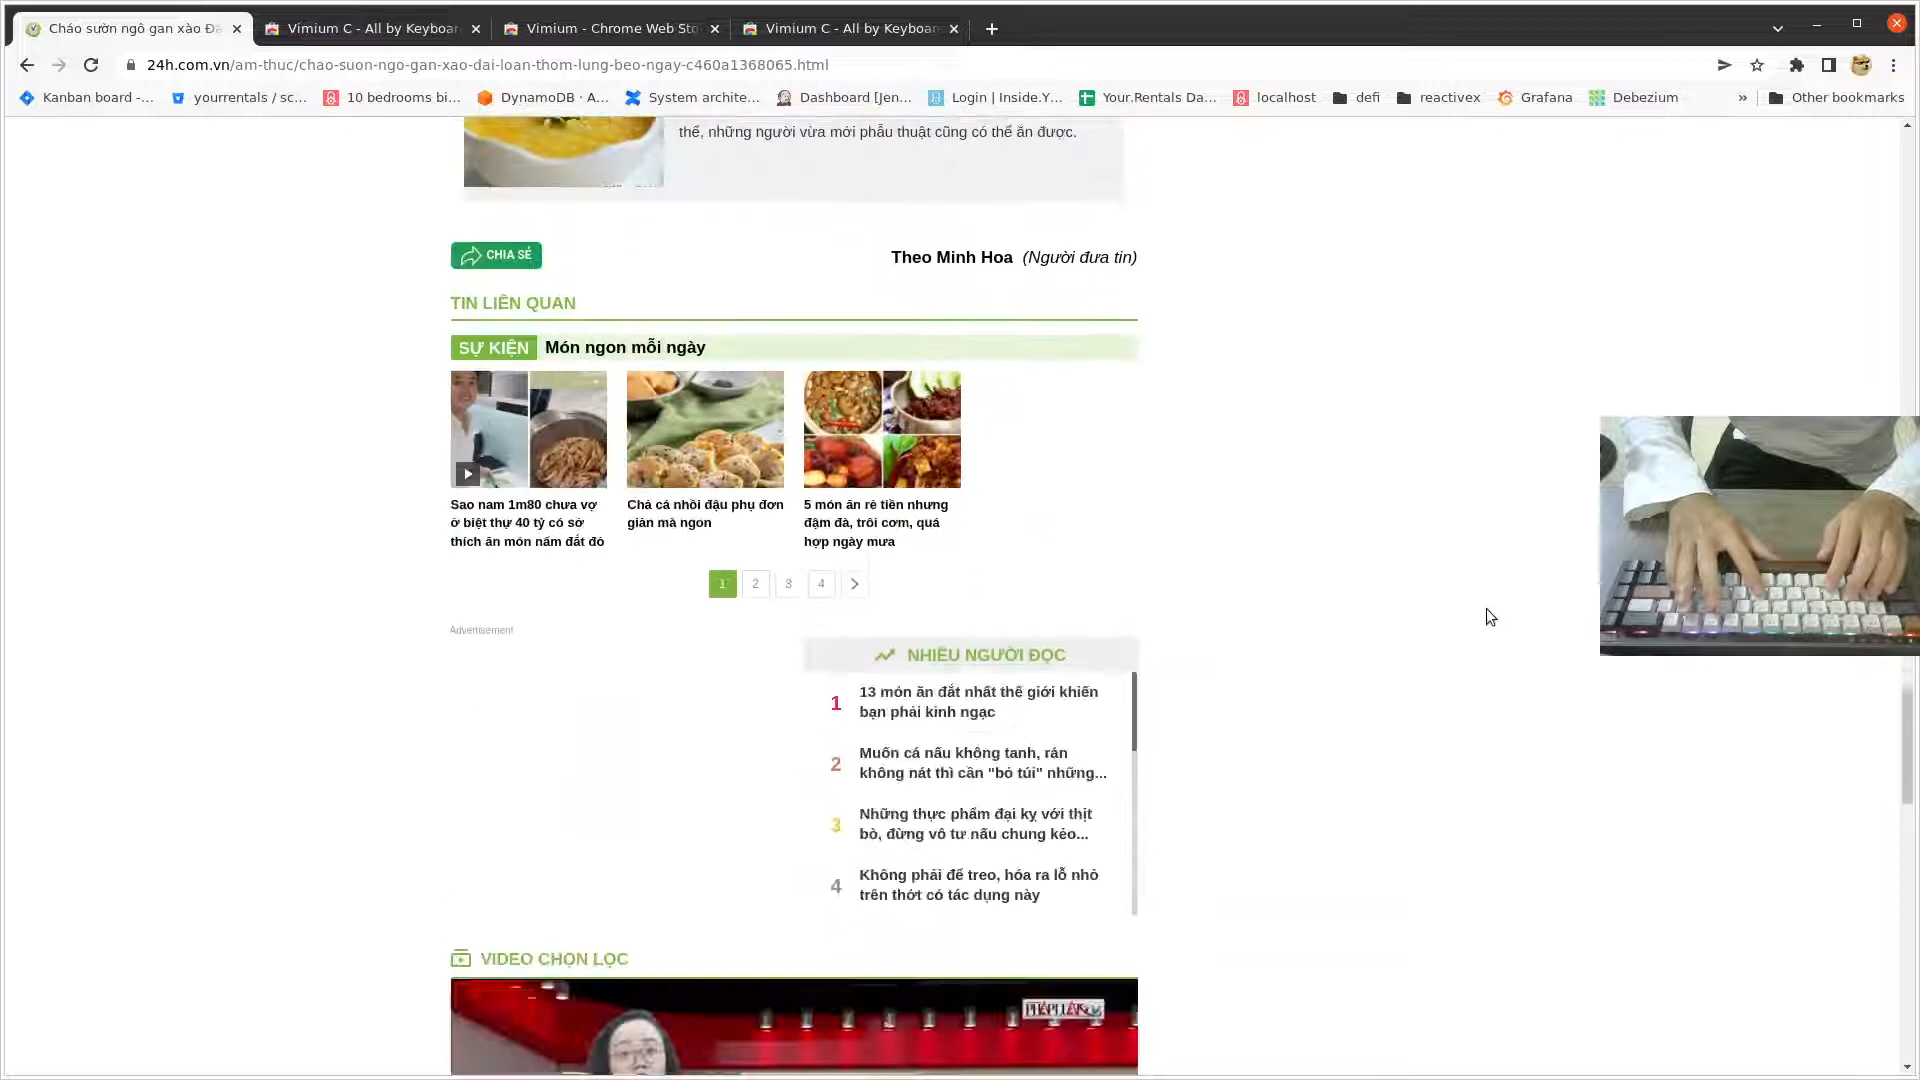 Cháo sườn ngô gan xào Đà
Vimium C - All by Keyboar
Vimium - Chrome Web Sto
Vimium C - All by Keyboar
24h.com.vn/am-thuc/chao-suon-ngo-gan-xao-dai-loan-thom-lung-beo-ngay-c460a1368065.html
Kanban board -...
yourrentals / sc...
10 bedrooms bi...
DynamoDB · A...
System archite...
Dashboard [Jen...
Login | Inside.Y...
Your.Rentals Da...
localhost
defi
reactivex
Grafana
Debezium
»
Other bookmarks
thể, những người vừa mới phẫu thuật cũng có thể ăn được.
CHIA SẺ
Theo Minh Hoa (Người đưa tin)
TIN LIÊN QUAN
SỰ KIỆN Món ngon mỗi ngày
Sao nam 1m80 chưa vợ
ở biệt thự 40 tỷ có sở
thích ăn món nấm đắt đỏ
Chả cá nhồi đậu phụ đơn
giản mà ngon
5 món ăn rẻ tiền nhưng
đậm đà, trôi cơm, quá
hợp ngày mưa
1 2 3 4
Advertisement
NHIỀU NGƯỜI ĐỌC
1
13 món ăn đắt nhất thế giới khiến
bạn phải kinh ngạc
2
Muốn cá nấu không tanh, rán
không nát thì cần "bỏ túi" những...
3
Những thực phẩm đại kỵ với thịt
bò, đừng vô tư nấu chung kẻo...
4
Không phải để treo, hóa ra lỗ nhỏ
trên thớt có tác dụng này
VIDEO CHỌN LỌC